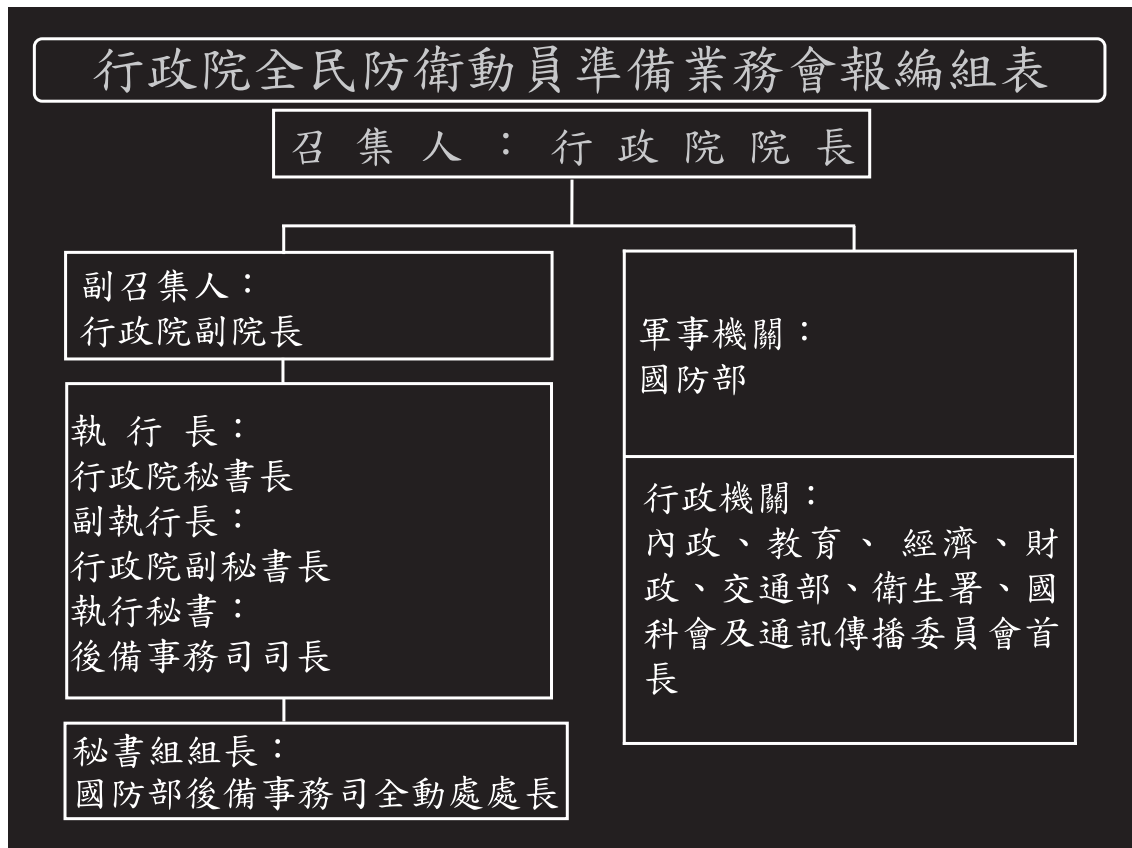 行政院全民防衛動員準備業務會報編組表
召集人：行政院院長
副召集人：
行政院副院長
執行長：
行政院秘書長
副執行長：
行政院副秘書長
執行秘書：
後備事務司司長
秘書組組長：
國防部後備事務司全動處處長
軍事機關：
國防部
行政機關：
內政、教育、經濟、財
政、交通部、衛生署、國
科會及通訊傳播委員會首
長